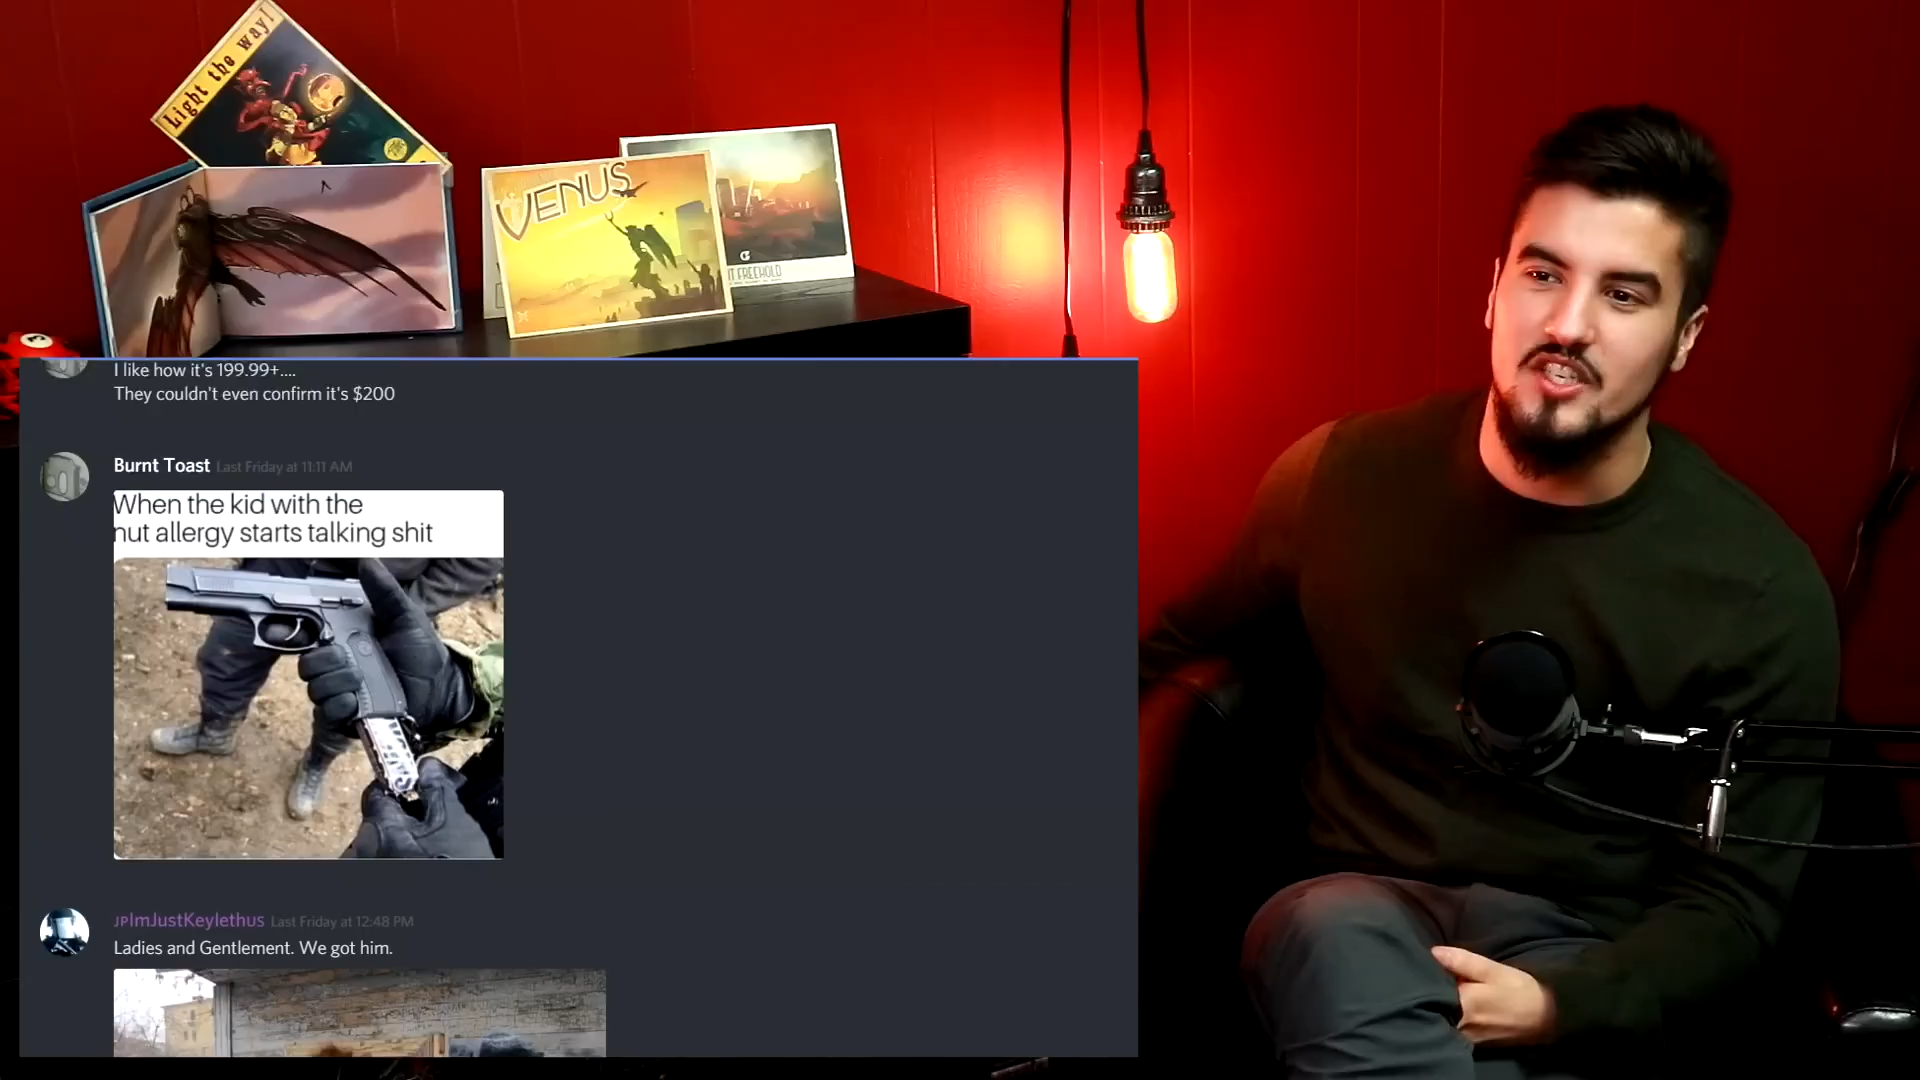 Light the way!
VENUS
IT FREEHOLD
I like how it's 199.99+....
They couldn't even confirm it's $200
Burnt Toast Last Friday at 11:11 AM
When the kid with the
nut allergy starts talking shit
JPImJustKeylethus Last Friday at 12:48 PM
Ladies and Gentlement. We got him.